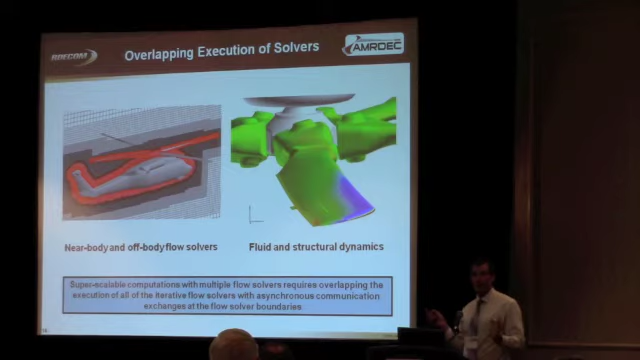 RDECOM
Overlapping Execution of Solvers
AMRDEC
Near-body and off-body flow solvers
Fluid and structural dynamics
Super-scalable computations with multiple flow solvers requires overlapping the
execution of all of the iterative flow solvers with asynchronous communication
exchanges at the flow solver boundaries